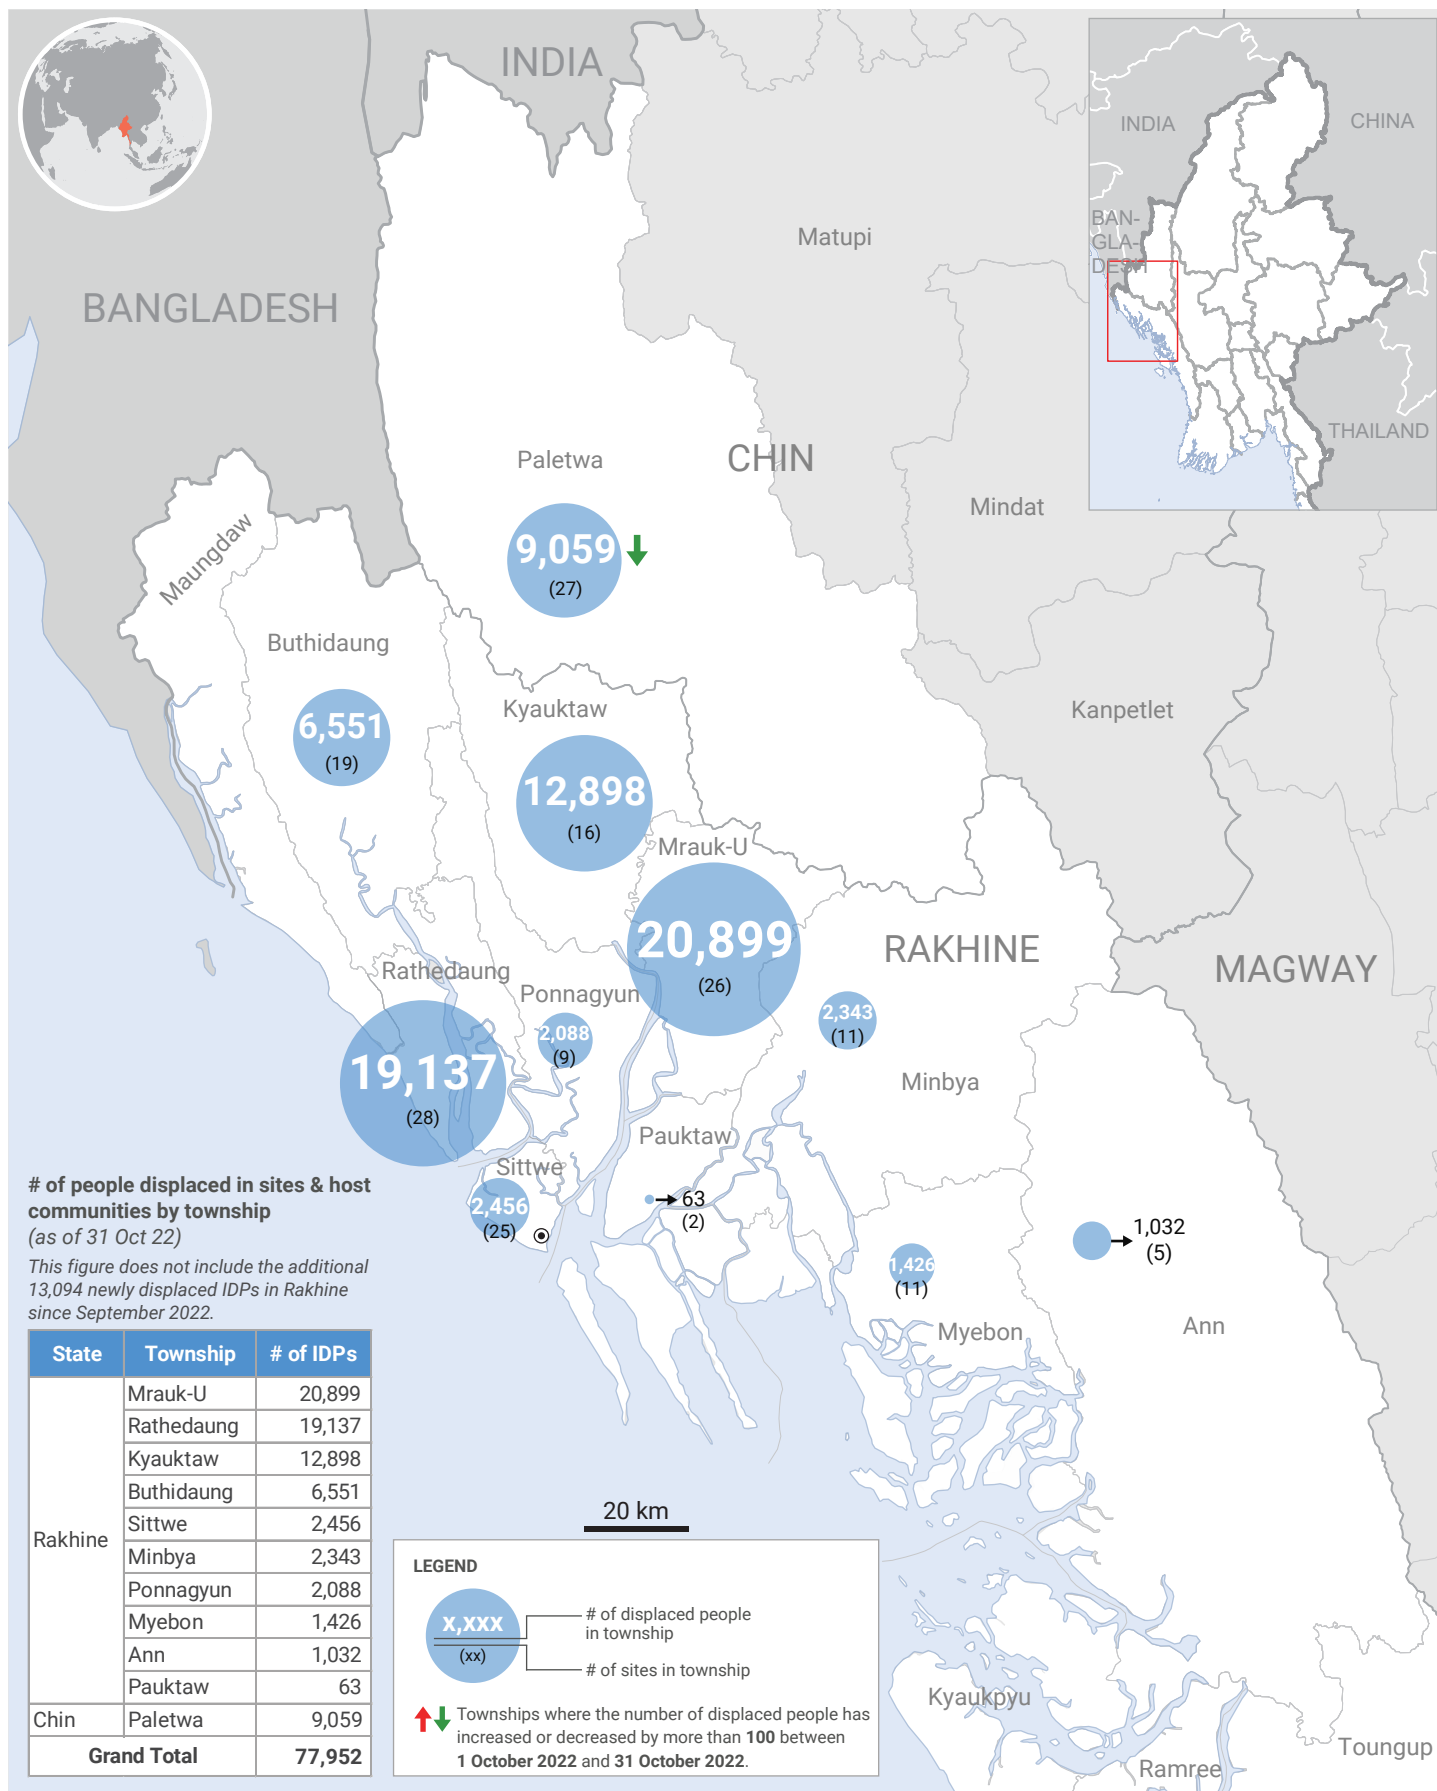 INDIA
INDIA
CHINA
BAN-
GLA-
DESH
THAILAND
Matupi
BANGLADESH
Paletwa
CHIN
Mindat
9,059
(27)
Maungdaw
Buthidaung
6,551
(19)
Kyauktaw
Kanpetlet
12,898
(16)
Mrauk-U
20,899
(26)
RAKHINE
MAGWAY
Rathedaung
Ponnagyun
2,088
(9)
2,343
(11)
19,137
(28)
Minbya
Pauktaw
Sittwe
2,456
(25)
63
(2)
1,032
(5)
1,426
(11)
Myebon
Ann
# of people displaced in sites & host
communities by township
(as of 31 Oct 22)
This figure does not include the additional
13,094 newly displaced IDPs in Rakhine
since September 2022.
State Township # of IDPs
Rakhine
Mrauk-U 20,899
Rathedaung 19,137
Kyauktaw 12,898
Buthidaung 6,551
Sittwe 2,456
Minbya 2,343
Ponnagyun 2,088
Myebon 1,426
Ann 1,032
Pauktaw 63
Chin Paletwa 9,059
Grand Total 77,952
20 km
LEGEND
x,xxx
(xx)
# of displaced people
in township
# of sites in township
Townships where the number of displaced people has
increased or decreased by more than 100 between
1 October 2022 and 31 October 2022.
Kyaukpyu
Ramree
Toungup